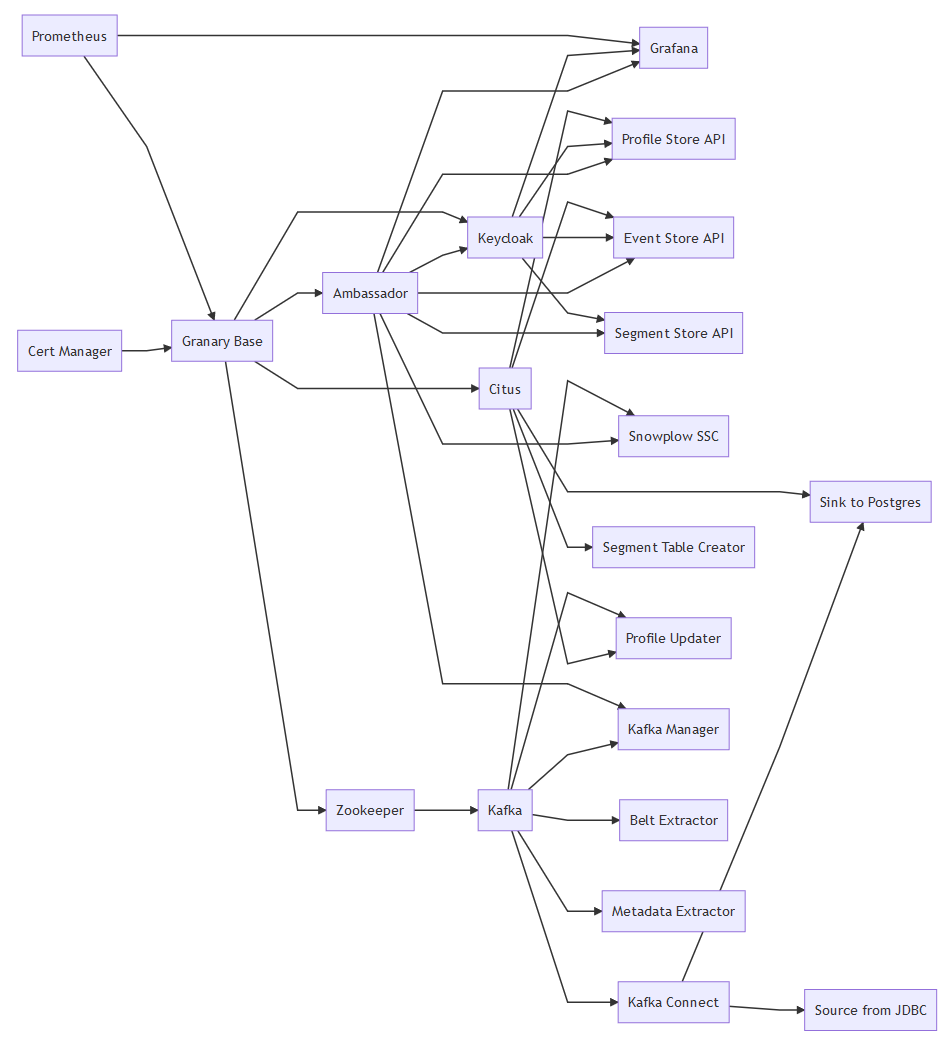 Prometheus
Grafana
Profile Store API
Keycloak
Event Store API
Ambassador
Granary Base
Segment Store API
Cert Manager
Citus
Snowplow SSC
Sink to Postgres
Segment Table Creator
Profile Updater
Kafka Manager
Zookeeper
Kafka
Belt Extractor
Metadata Extractor
Kafka Connect
Source from JDBC